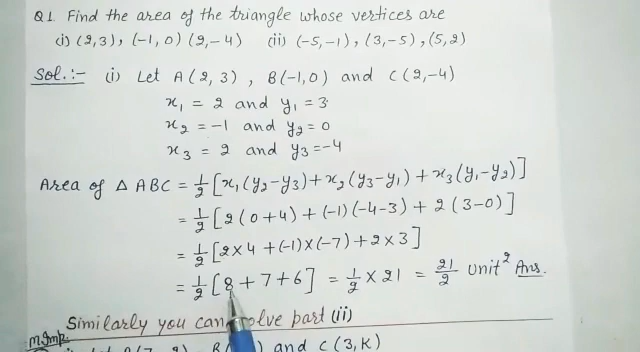 Q1. Find the area of the triangle whose vertices are
(i) (2,3), (-1,0) (2,-4) (ii) (-5,-1), (3,-5), (5,2)
Sol.:- (i) Let A(2,3), B(-1,0) and C(2,-4)
x₁ = 2 and y₁ = 3
x₂ = -1 and y₂ = 0
x₃ = 2 and y₃ = -4
Area of △ ABC = 1/2 [x₁(y₂-y₃)+x₂(y₃-y₁)+x₃(y₁-y₂)]
= 1/2 [2(0+4) + (-1)(-4-3) + 2(3-0)]
= 1/2 [2×4 + (-1)×(-7) + 2×3]
= 1/2 [8+7+6] = 1/2 × 21 = 21/2 Unit² Ans.
Similarly you can solve part (ii)
M.Imp.
and C(3,K)